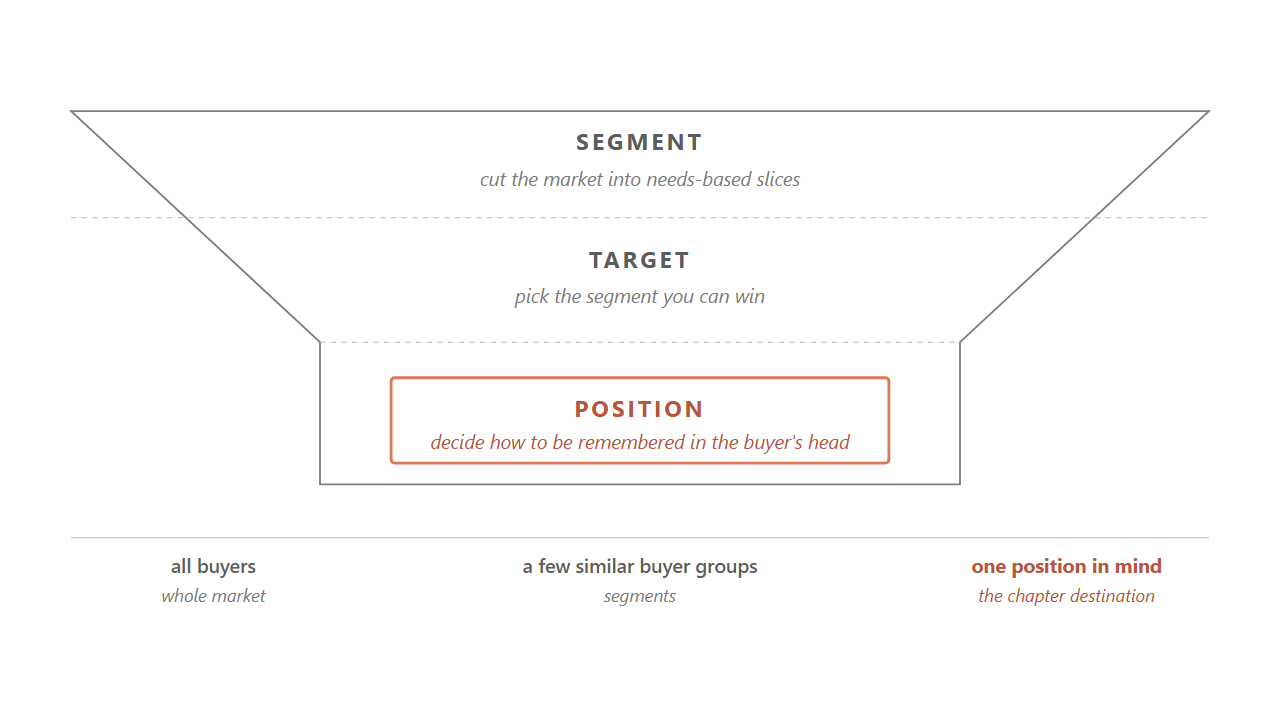 SEGMENT
cut the market into needs-based slices
TARGET
pick the segment you can win
POSITION
decide how to be remembered in the buyer's head
all buyers
whole market
a few similar buyer groups
segments
one position in mind
the chapter destination